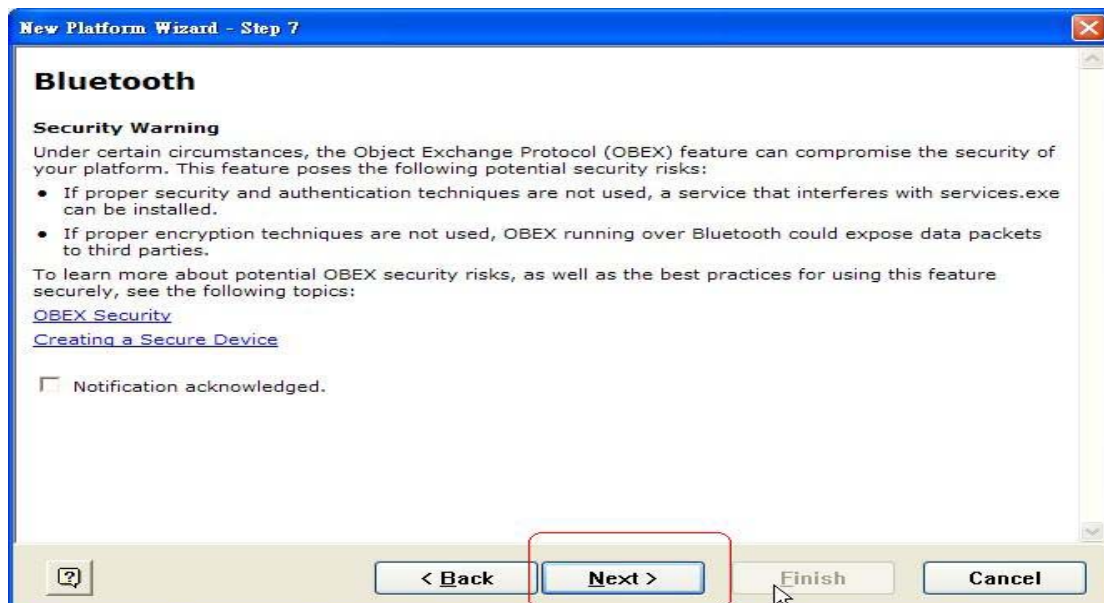 New Platform Wizard - Step 7
Bluetooth
Security Warning
Under certain circumstances, the Object Exchange Protocol (OBEX) feature can compromise the security of
your platform. This feature poses the following potential security risks:
• If proper security and authentication techniques are not used, a service that interferes with services.exe
can be installed.
• If proper encryption techniques are not used, OBEX running over Bluetooth could expose data packets
to third parties.
To learn more about potential OBEX security risks, as well as the best practices for using this feature
securely, see the following topics:
OBEX Security
Creating a Secure Device
Notification acknowledged.
? < Back Next > Finish Cancel